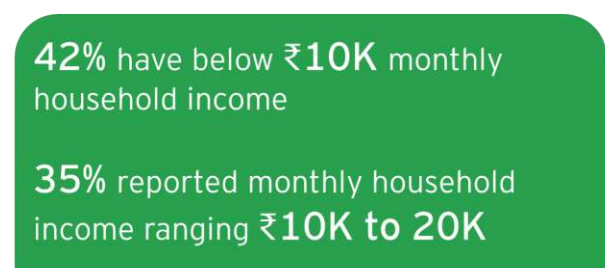 42% have below ₹10K monthly
household income
35% reported monthly household
income ranging ₹10K to 20K